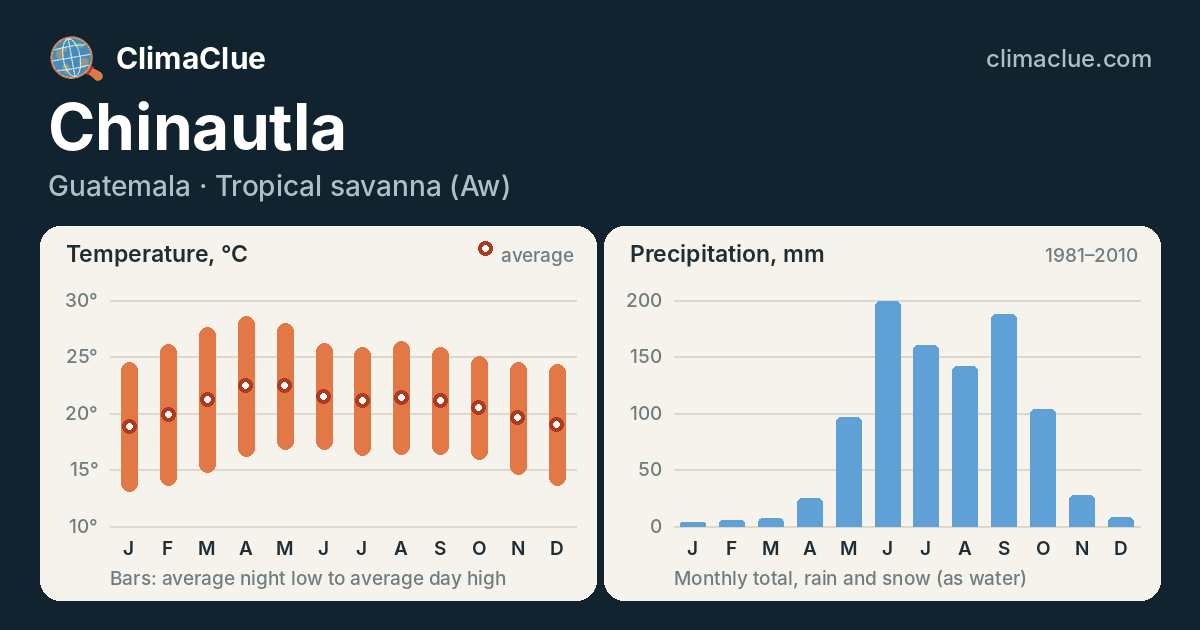 ClimaClue
climaclue.com
Chinautla
Guatemala · Tropical savanna (Aw)
Temperature, °C
average
30°
25°
20°
15°
10°
J F M A M J J A S O N D
Bars: average night low to average day high
Precipitation, mm
1981–2010
200
150
100
50
0
J F M A M J J A S O N D
Monthly total, rain and snow (as water)